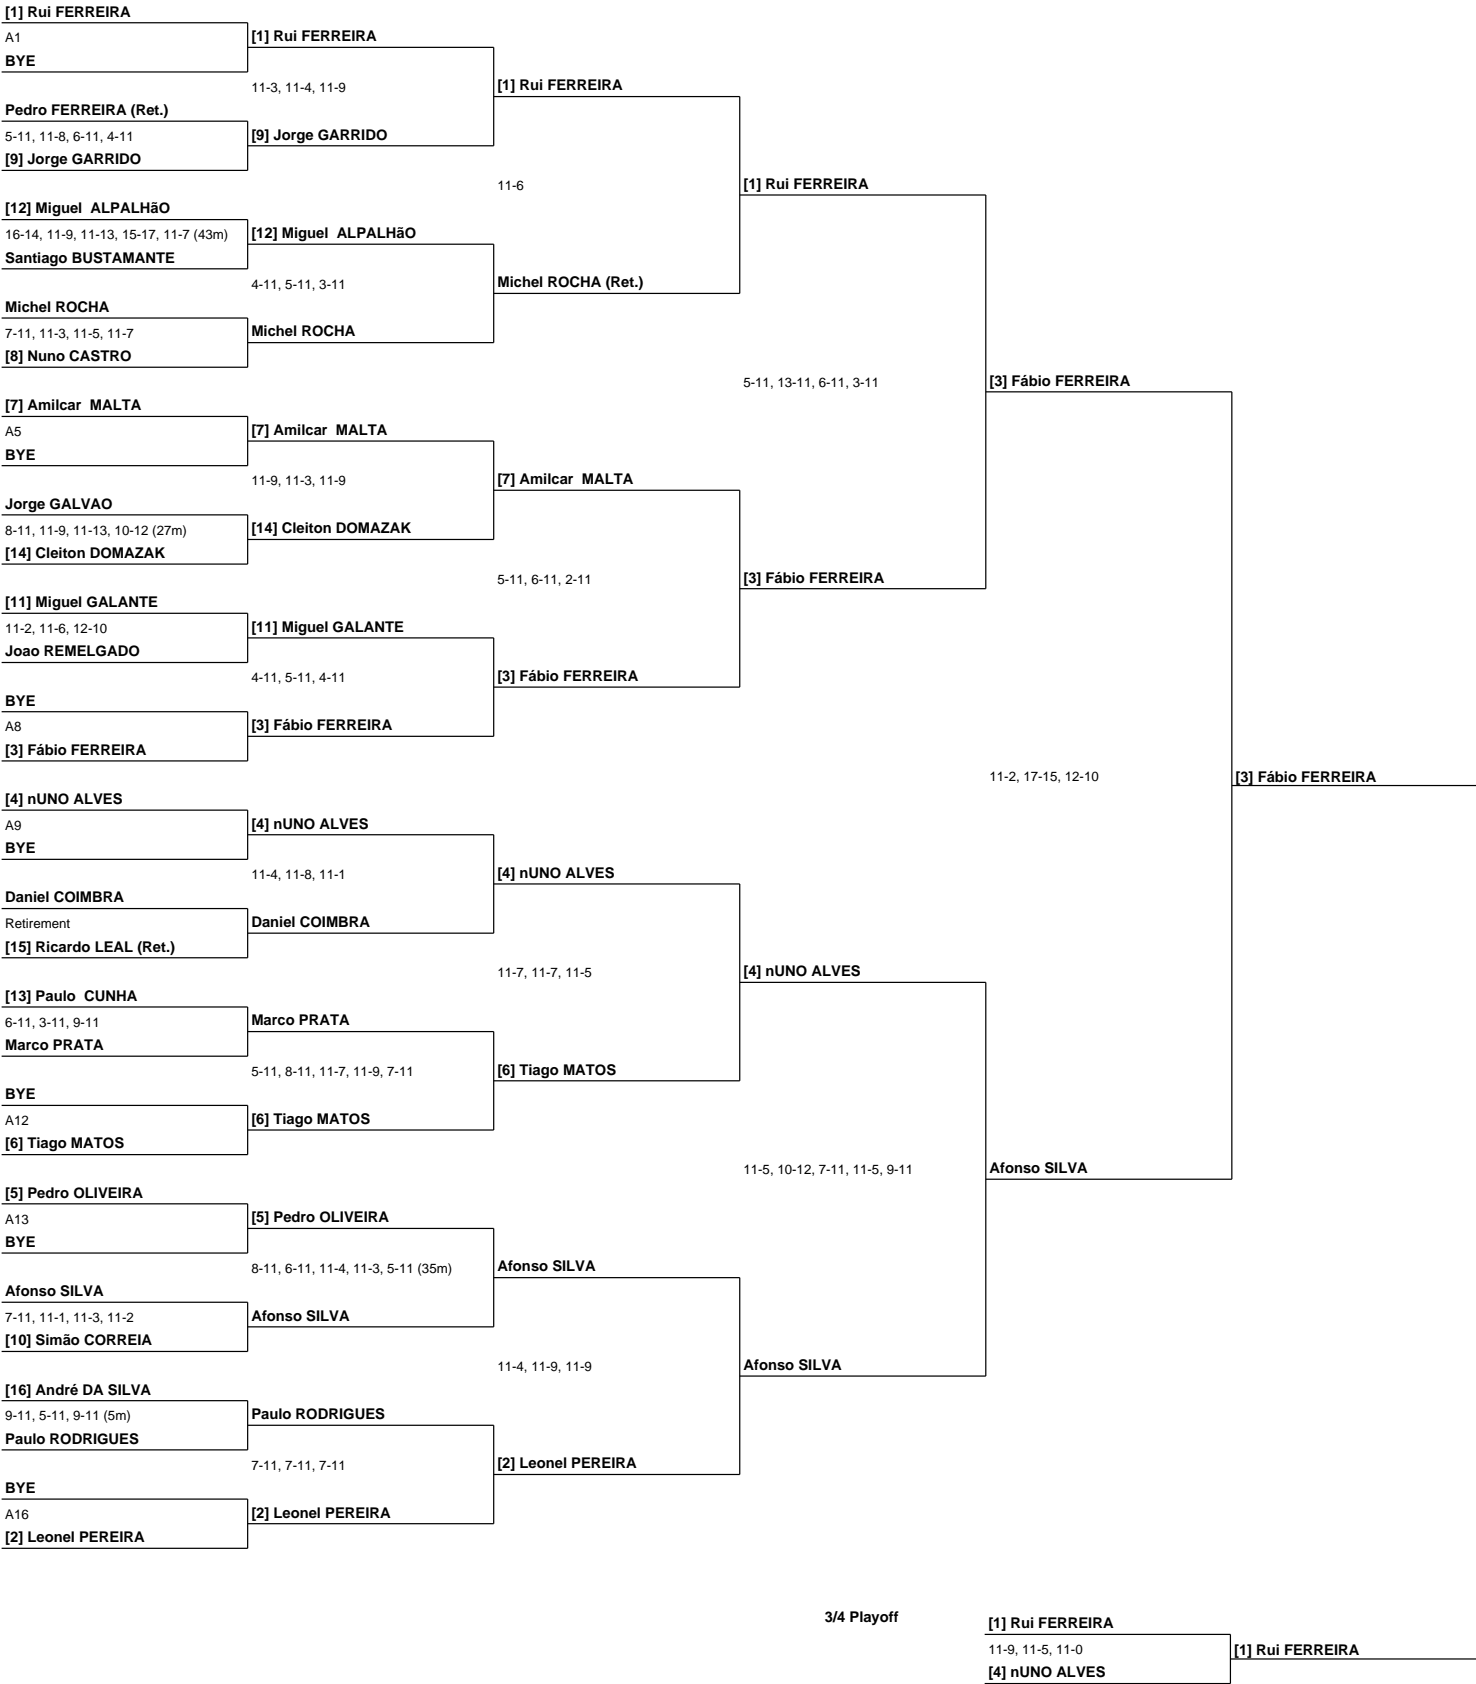 [1] Rui FERREIRA
A1
BYE
[1] Rui FERREIRA
11-3, 11-4, 11-9
[1] Rui FERREIRA
Pedro FERREIRA (Ret.)
5-11, 11-8, 6-11, 4-11
[9] Jorge GARRIDO
[9] Jorge GARRIDO
11-6
[1] Rui FERREIRA
[12] Miguel  ALPALHãO
16-14, 11-9, 11-13, 15-17, 11-7 (43m)
Santiago BUSTAMANTE
[12] Miguel  ALPALHãO
4-11, 5-11, 3-11
Michel ROCHA (Ret.)
Michel ROCHA
7-11, 11-3, 11-5, 11-7
[8] Nuno CASTRO
Michel ROCHA
5-11, 13-11, 6-11, 3-11
[3] Fábio FERREIRA
[7] Amilcar  MALTA
A5
BYE
[7] Amilcar  MALTA
11-9, 11-3, 11-9
[7] Amilcar  MALTA
Jorge GALVAO
8-11, 11-9, 11-13, 10-12 (27m)
[14] Cleiton DOMAZAK
[14] Cleiton DOMAZAK
5-11, 6-11, 2-11
[3] Fábio FERREIRA
[11] Miguel GALANTE
11-2, 11-6, 12-10
Joao REMELGADO
[11] Miguel GALANTE
4-11, 5-11, 4-11
[3] Fábio FERREIRA
BYE
A8
[3] Fábio FERREIRA
[3] Fábio FERREIRA
11-2, 17-15, 12-10
[3] Fábio FERREIRA
[4] nUNO ALVES
A9
BYE
[4] nUNO ALVES
11-4, 11-8, 11-1
[4] nUNO ALVES
Daniel COIMBRA
Retirement
[15] Ricardo LEAL (Ret.)
Daniel COIMBRA
11-7, 11-7, 11-5
[4] nUNO ALVES
[13] Paulo  CUNHA
6-11, 3-11, 9-11
Marco PRATA
Marco PRATA
5-11, 8-11, 11-7, 11-9, 7-11
[6] Tiago MATOS
BYE
A12
[6] Tiago MATOS
[6] Tiago MATOS
11-5, 10-12, 7-11, 11-5, 9-11
Afonso SILVA
[5] Pedro OLIVEIRA
A13
BYE
[5] Pedro OLIVEIRA
8-11, 6-11, 11-4, 11-3, 5-11 (35m)
Afonso SILVA
Afonso SILVA
7-11, 11-1, 11-3, 11-2
[10] Simão CORREIA
Afonso SILVA
11-4, 11-9, 11-9
Afonso SILVA
[16] André DA SILVA
9-11, 5-11, 9-11 (5m)
Paulo RODRIGUES
Paulo RODRIGUES
7-11, 7-11, 7-11
[2] Leonel PEREIRA
BYE
A16
[2] Leonel PEREIRA
[2] Leonel PEREIRA
3/4 Playoff
[1] Rui FERREIRA
11-9, 11-5, 11-0
[4] nUNO ALVES
[1] Rui FERREIRA